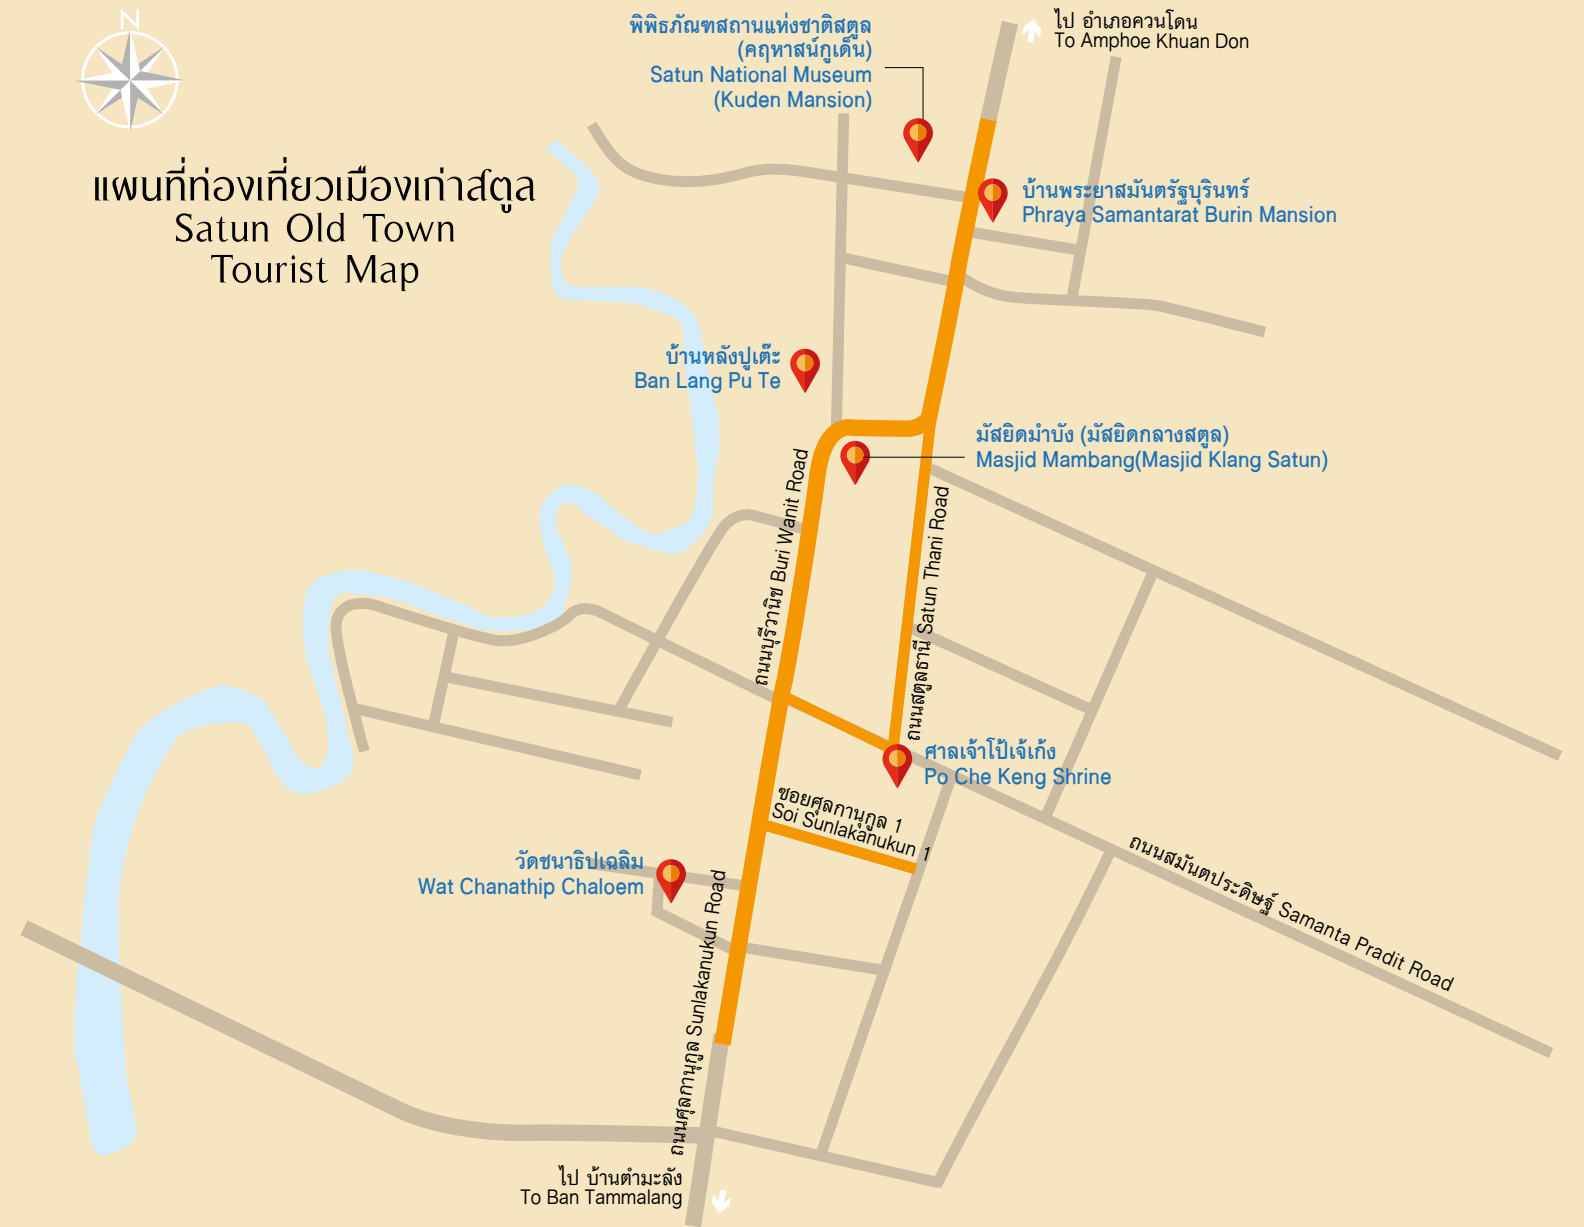 N
แผนที่ท่องเที่ยวเมืองเก่าสตูล
Satun Old Town
Tourist Map
พิพิธภัณฑสถานแห่งชาติสตูล
(คฤหาสน์กูเด็น)
Satun National Museum
(Kuden Mansion)
ไป อำเภอควนโดน
To Amphoe Khuan Don
บ้านพระยาสมันตรัฐบุรินทร์
Phraya Samantarat Burin Mansion
บ้านหลังปูเต๊ะ
Ban Lang Pu Te
มัสยิดมำบัง (มัสยิดกลางสตูล)
Masjid Mambang(Masjid Klang Satun)
ถนนบุรีวานิช Buri Wanit Road
ถนนสตูลธานี Satun Thani Road
ศาลเจ้าโป้เจ้เก้ง
Po Che Keng Shrine
ซอยศุลกานุกูล 1
Soi Sunlakanukun 1
วัดชนาธิปเฉลิม
Wat Chanathip Chaloem
ถนนสมันตประดิษฐ์ Samanta Pradit Road
ถนนศุลกานุกูล Sunlakanukun Road
ไป บ้านตำมะลัง
To Ban Tammalang